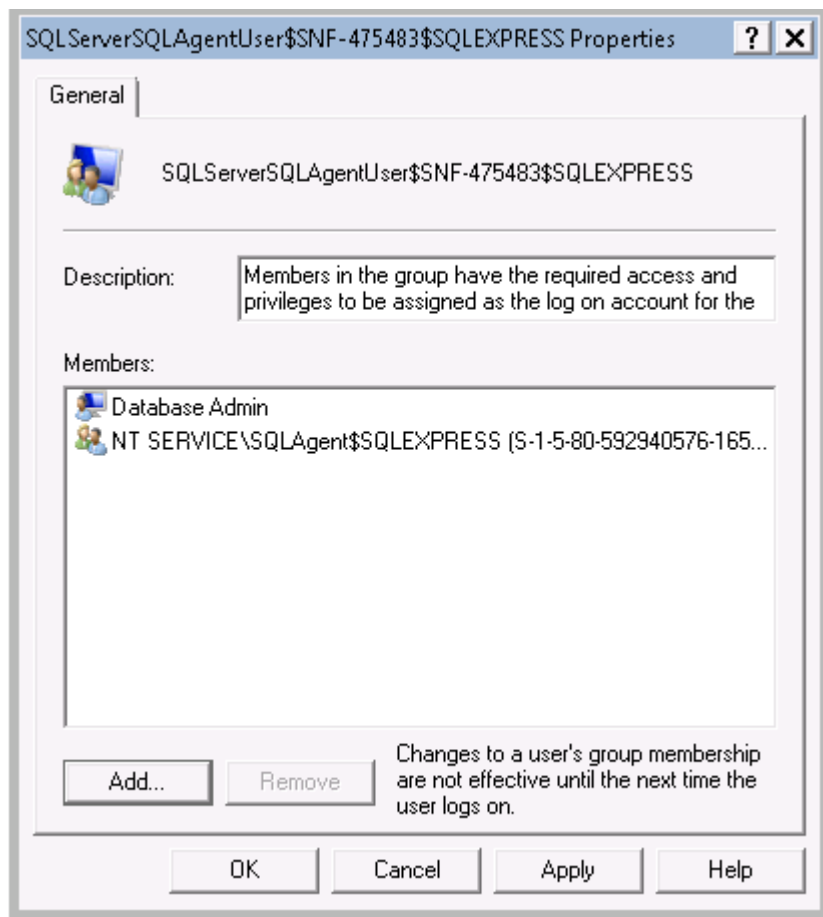 SQLServerSQLAgentUser$SNF-475483$SQLEXPRESS Properties
General
SQLServerSQLAgentUser$SNF-475483$SQLEXPRESS
Description:
Members in the group have the required access and
privileges to be assigned as the log on account for the
Members:
Database Admin
NT SERVICE\SQLAgent$SQLEXPRESS (S-1-5-80-592940576-165...
Add...
Remove
Changes to a user's group membership
are not effective until the next time the
user logs on.
OK
Cancel
Apply
Help